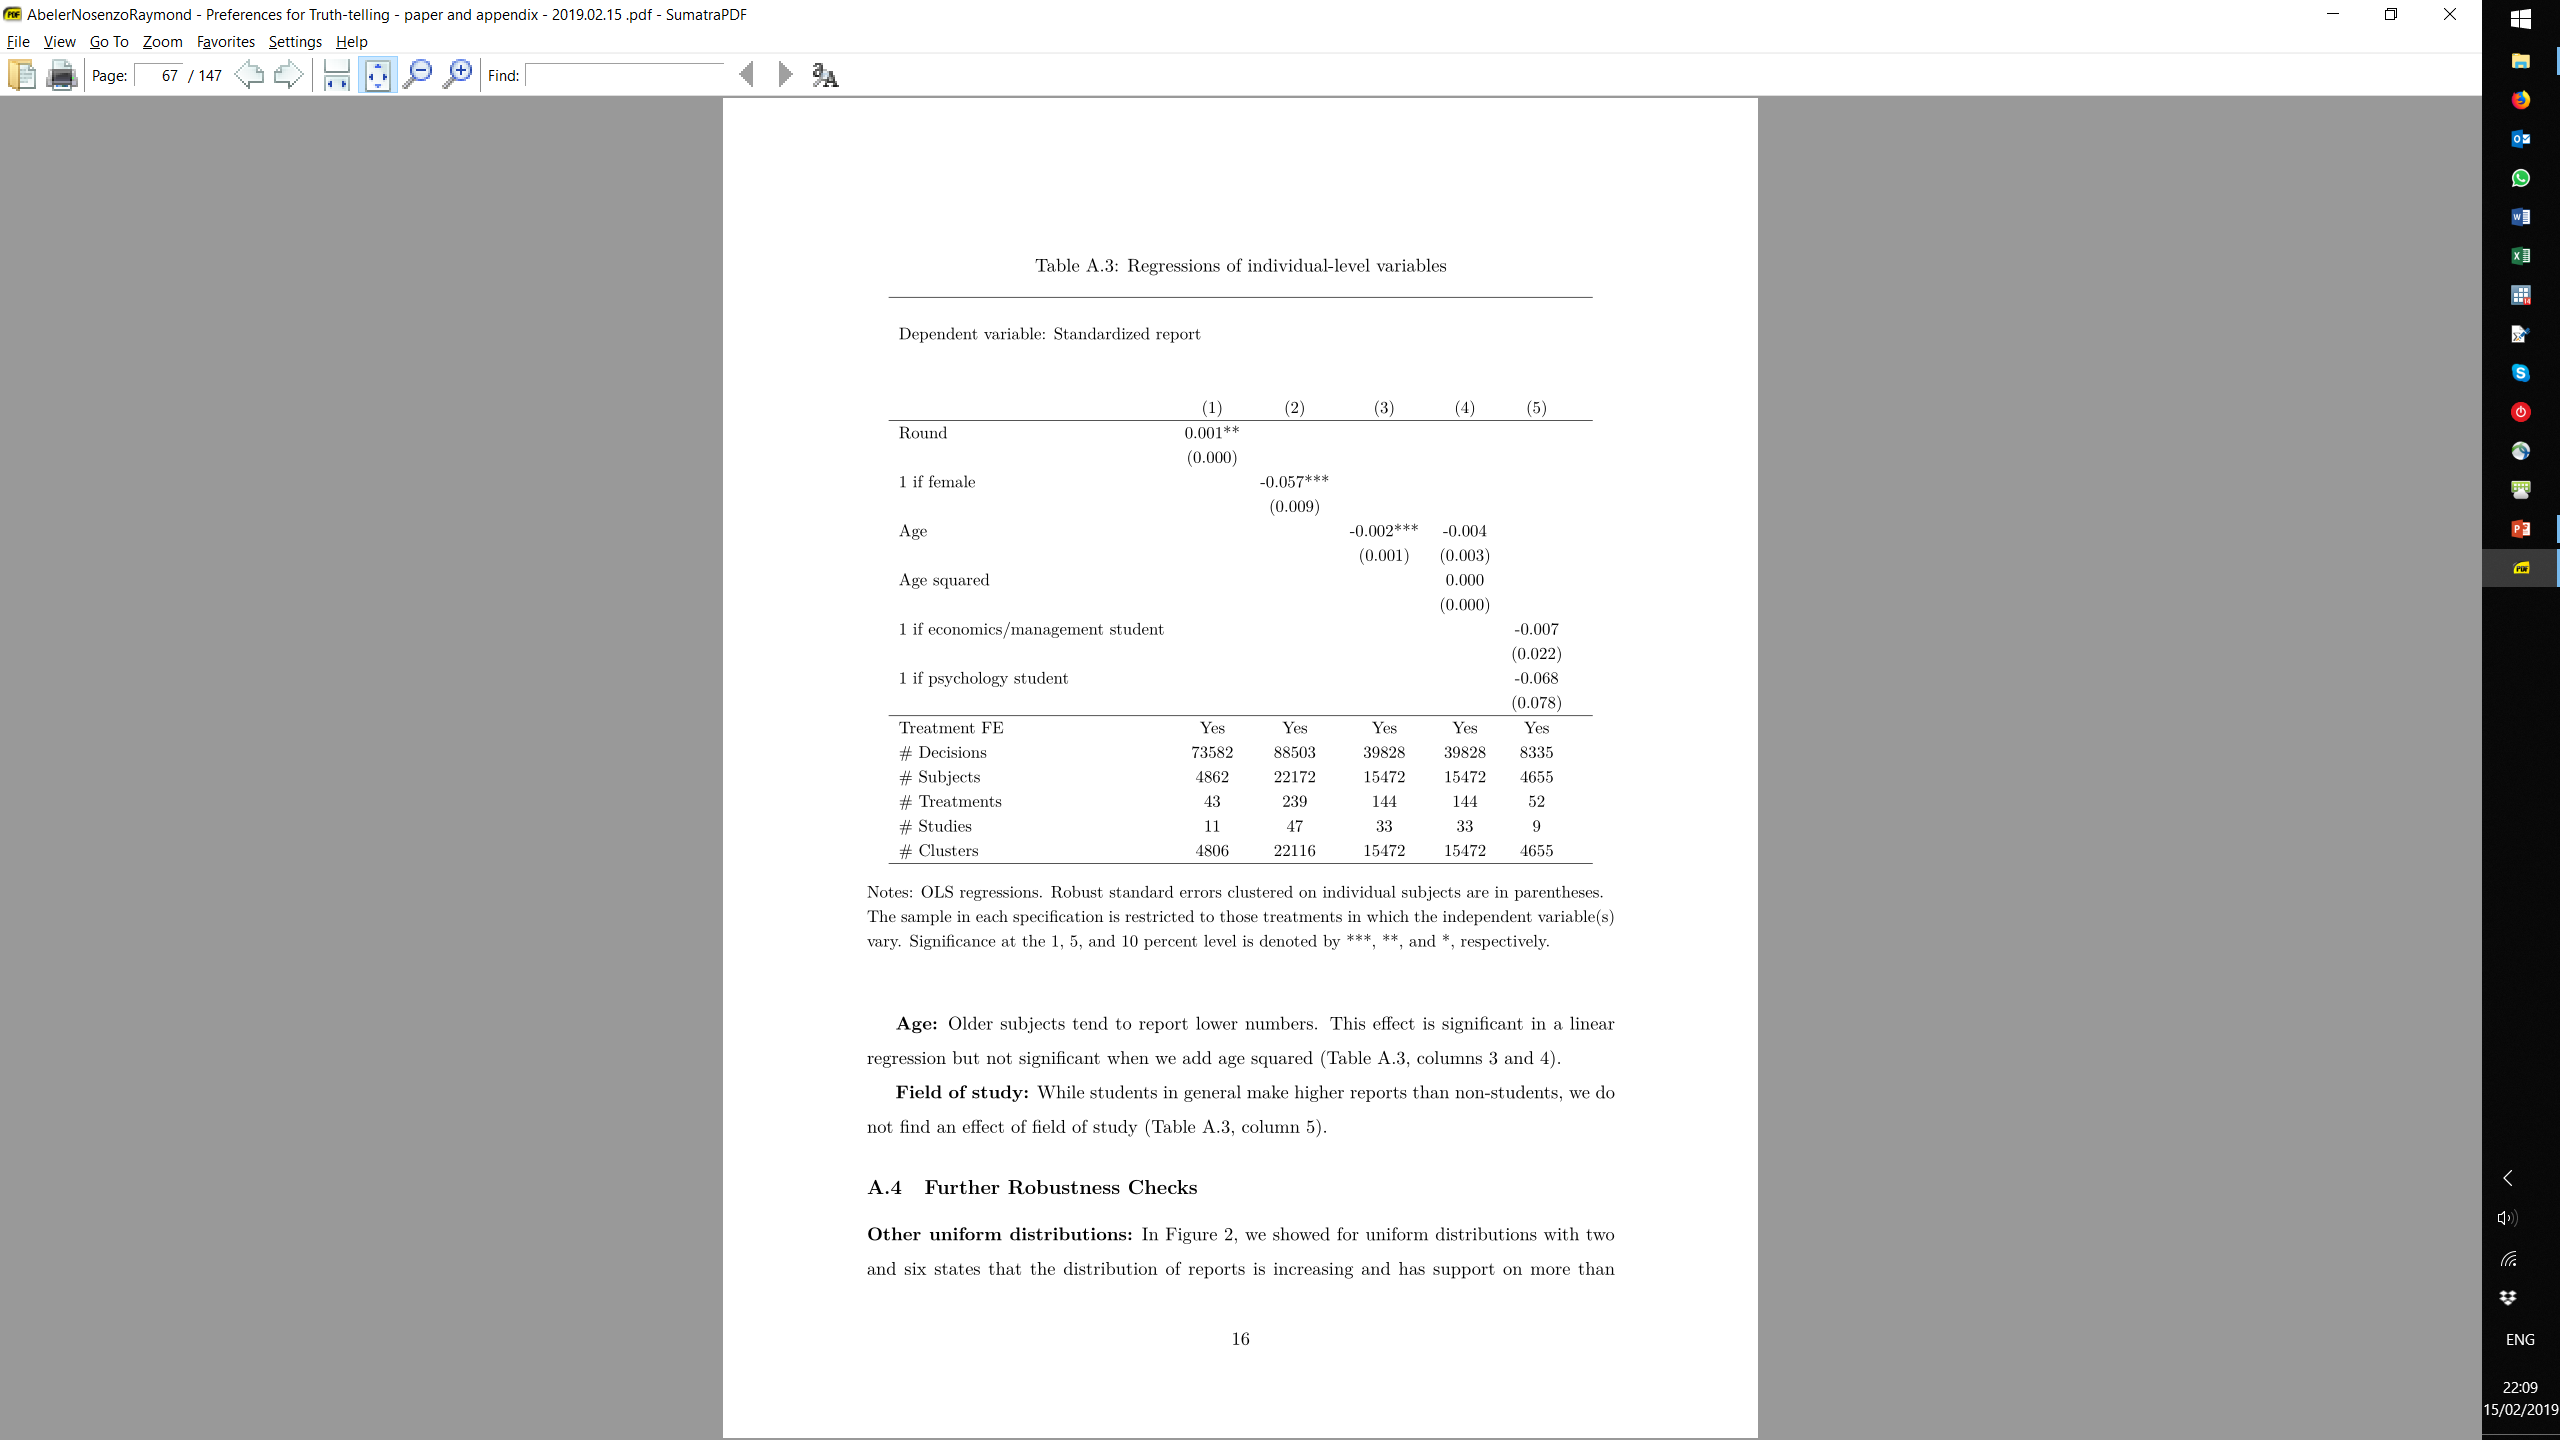 AbelerNosenzoRaymond - Preferences for Truth-telling - paper and appendix - 2019.02.15 .pdf - SumatraPDF
File View Go To Zoom Favorites Settings Help
Page: 67 / 147 Find:
Table A.3: Regressions of individual-level variables
Dependent variable: Standardized report
(1) (2) (3) (4) (5)
Round 0.001**
(0.000)
1 if female -0.057***
(0.009)
Age -0.002*** -0.004
(0.001) (0.003)
Age squared 0.000
(0.000)
1 if economics/management student -0.007
(0.022)
1 if psychology student -0.068
(0.078)
Treatment FE Yes Yes Yes Yes Yes
# Decisions 73582 88503 39828 39828 8335
# Subjects 4862 22172 15472 15472 4655
# Treatments 43 239 144 144 52
# Studies 11 47 33 33 9
# Clusters 4806 22116 15472 15472 4655
Notes: OLS regressions. Robust standard errors clustered on individual subjects are in parentheses.
The sample in each specification is restricted to those treatments in which the independent variable(s)
vary. Significance at the 1, 5, and 10 percent level is denoted by ***, **, and *, respectively.
Age: Older subjects tend to report lower numbers. This effect is significant in a linear
regression but not significant when we add age squared (Table A.3, columns 3 and 4).
Field of study: While students in general make higher reports than non-students, we do
not find an effect of field of study (Table A.3, column 5).
A.4 Further Robustness Checks
Other uniform distributions: In Figure 2, we showed for uniform distributions with two
and six states that the distribution of reports is increasing and has support on more than
16
ENG
22:09
15/02/2019